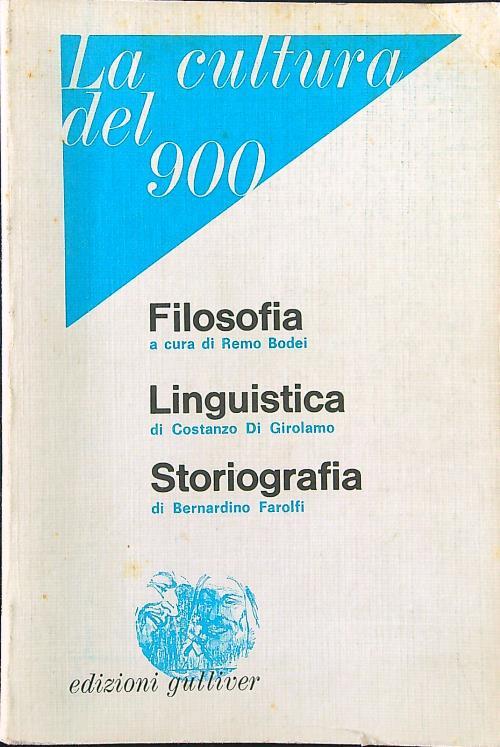 La cultura
del
900
Filosofia
a cura di Remo Bodei
Linguistica
di Costanzo Di Girolamo
Storiografia
di Bernardino Farolfi
edizioni gulliver